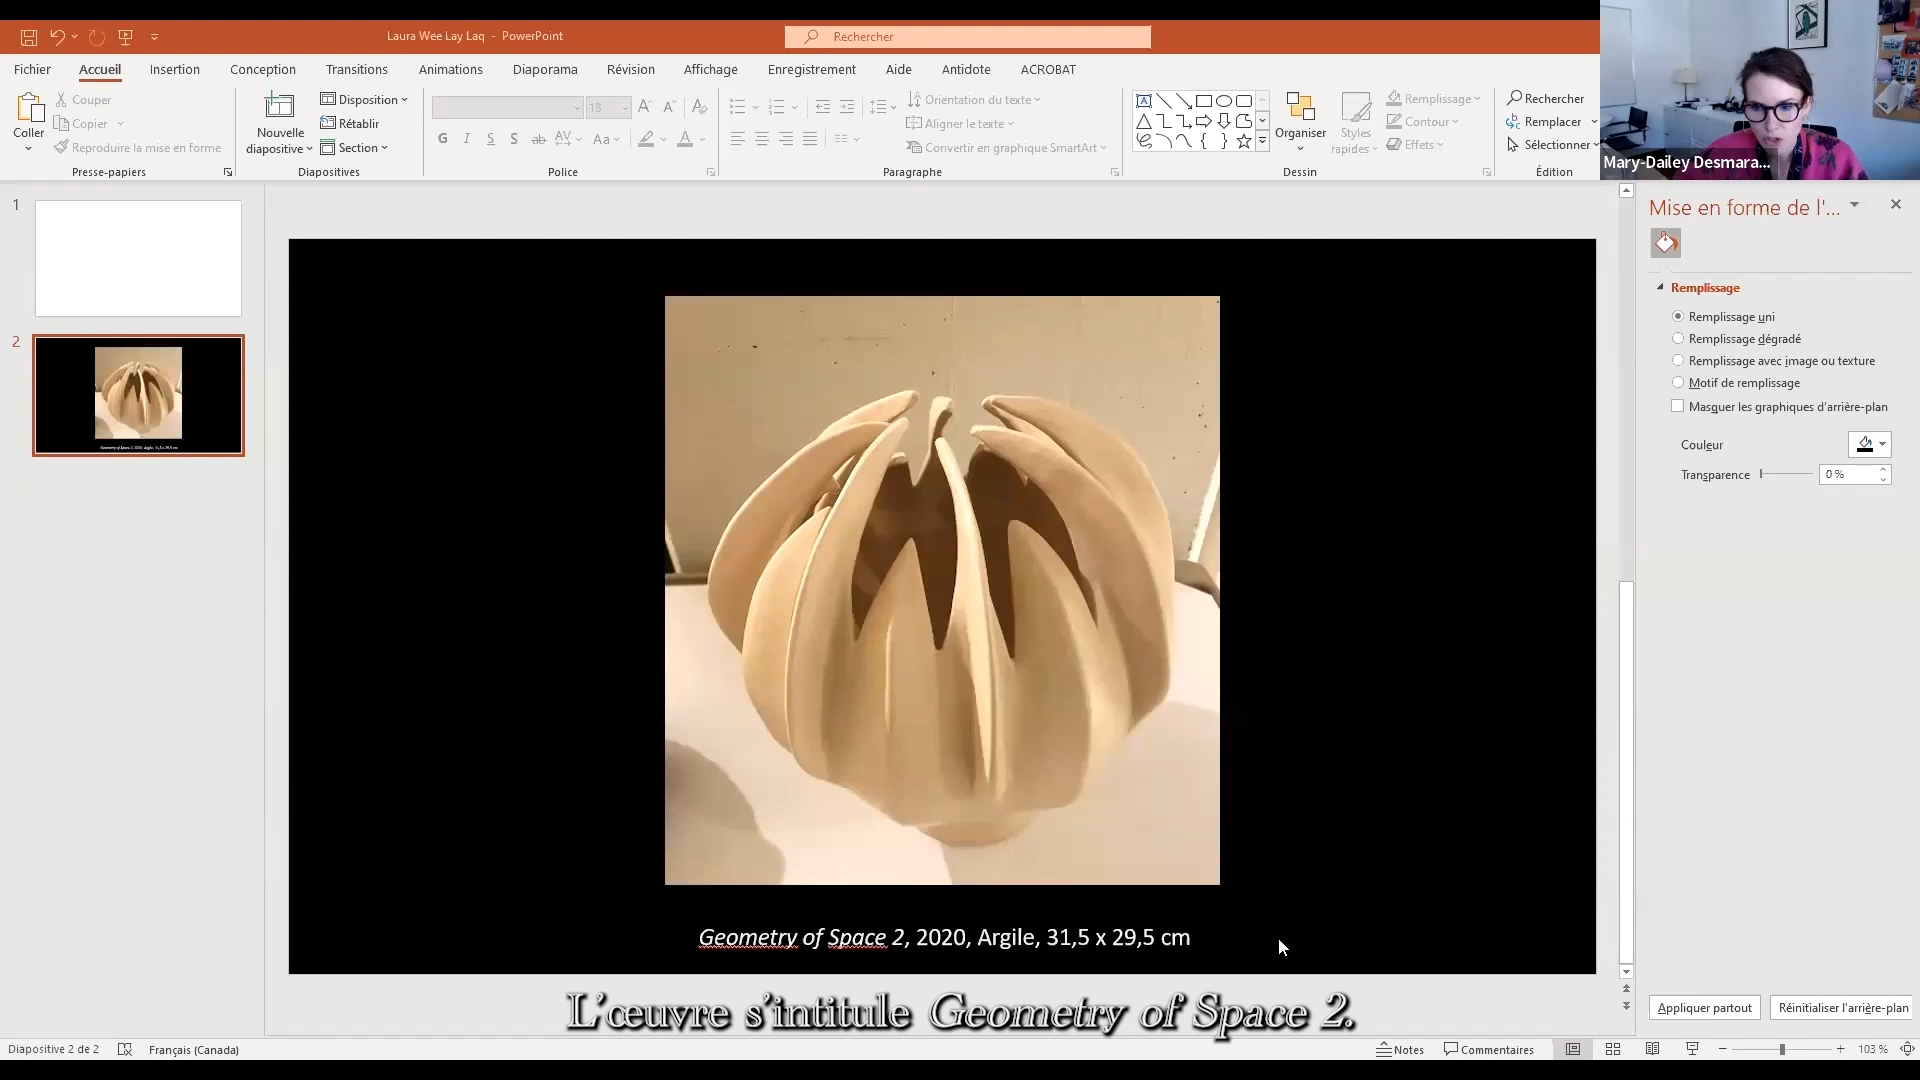 Laura Wee Lay Laq - PowerPoint
Rechercher
Mary-Dailey Desmara...
Fichier Accueil Insertion Conception Transitions Animations Diaporama Révision Affichage Enregistrement Aide Antidote ACROBAT
Coller
Couper
Copier
Reproduire la mise en forme
Presse-papiers
Nouvelle
diapositive
Disposition
Rétablir
Section
Diapositives
18
G I S S ab AV Aa A
Police
Orientation du texte
Aligner le texte
Convertir en graphique SmartArt
Paragraphe
Organiser
Styles
rapides
Remplissage
Contour
Effets
Dessin
Rechercher
Remplacer
Sélectionner
Édition
1
2
Geometry of Space 2, 2020, Argile, 31,5 x 29,5 cm
L'œuvre s'intitule Geometry of Space 2.
Mise en forme de l'...
Remplissage
Remplissage uni
Remplissage dégradé
Remplissage avec image ou texture
Motif de remplissage
Masquer les graphiques d'arrière-plan
Couleur
Transparence 0 %
Appliquer partout Réinitialiser l'arrière-plan
Diapositive 2 de 2 Français (Canada) Notes Commentaires 103 %